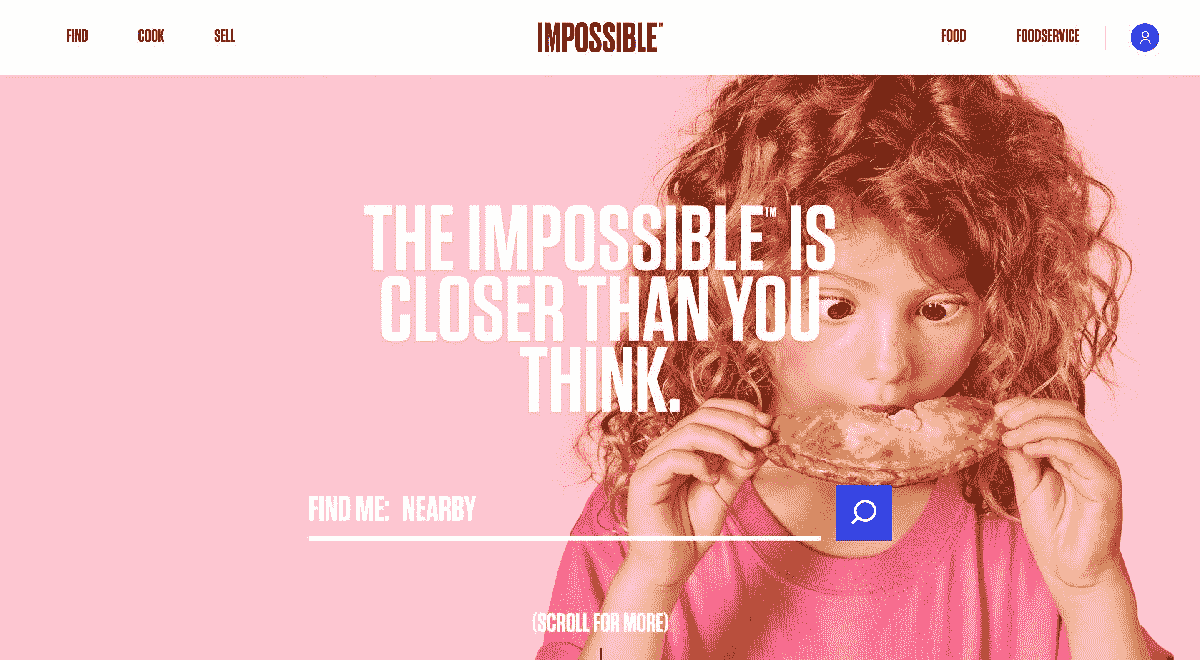 FIND COOK SELL IMPOSSIBLE™ FOOD FOODSERVICE
THE IMPOSSIBLE™ IS
CLOSER THAN YOU
THINK.
FIND ME: NEARBY
(SCROLL FOR MORE)